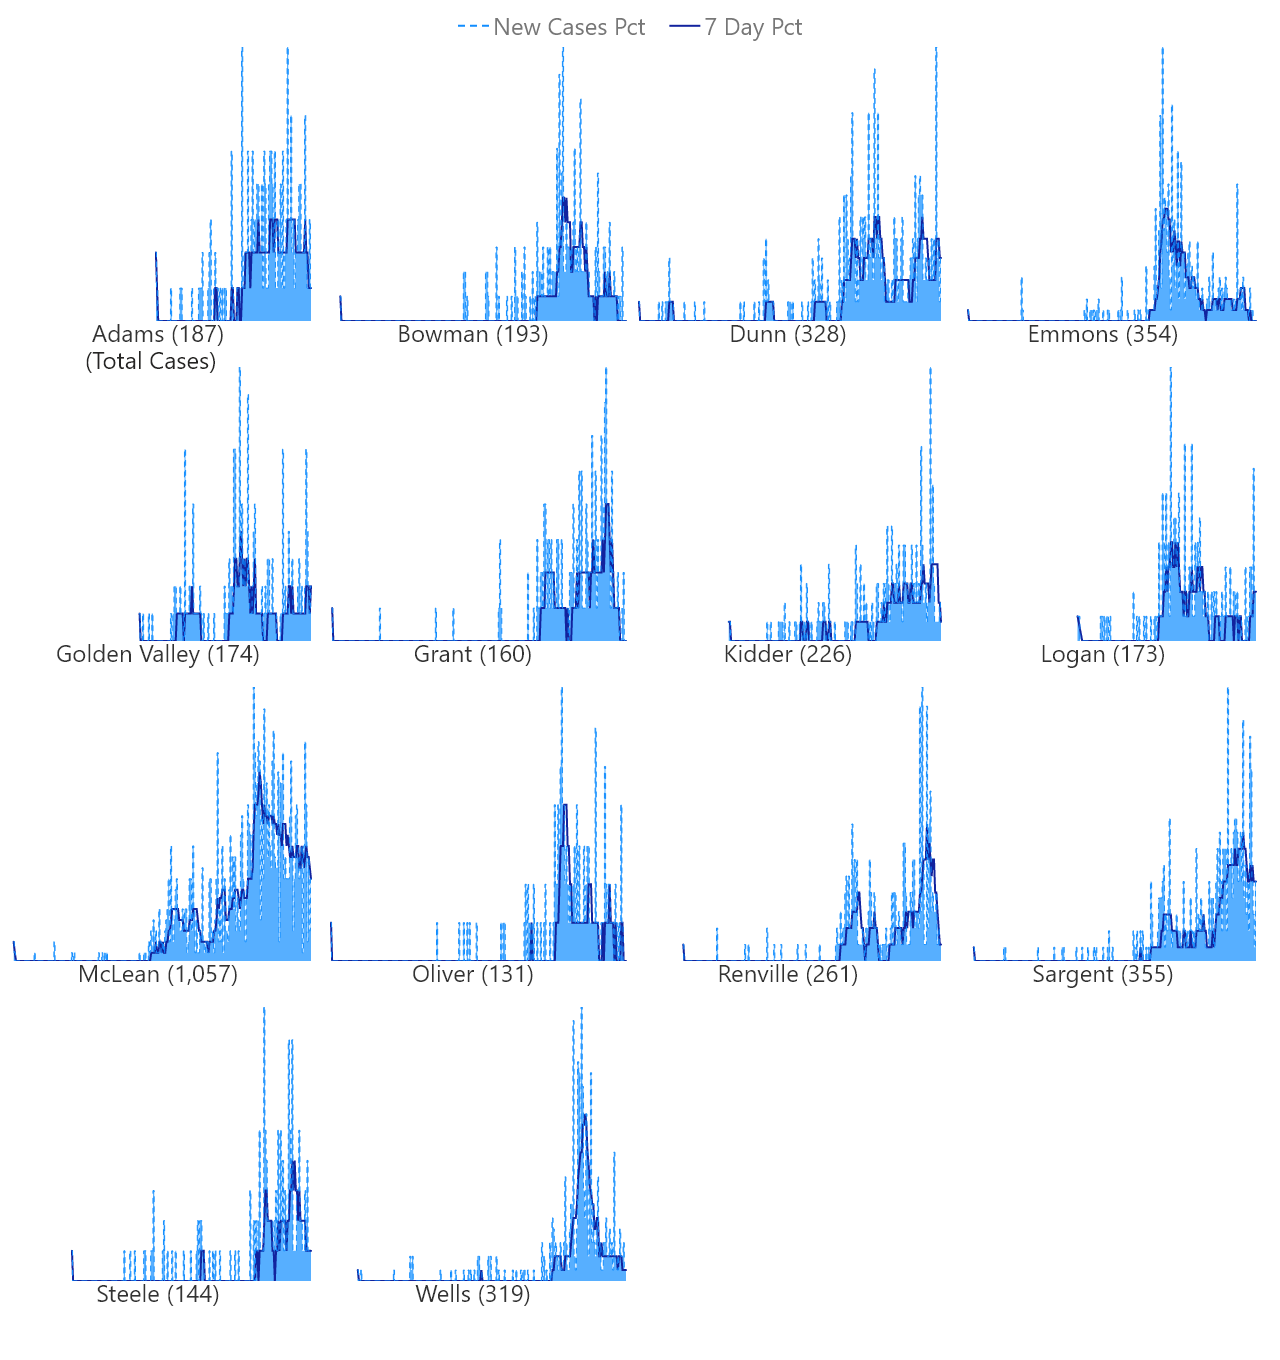 New Cases Pct 7 Day Pct
Adams (187) Bowman (193) Dunn (328) Emmons (354)
(Total Cases)
Golden Valley (174) Grant (160) Kidder (226) Logan (173)
McLean (1,057) Oliver (131) Renville (261) Sargent (355)
Steele (144) Wells (319)